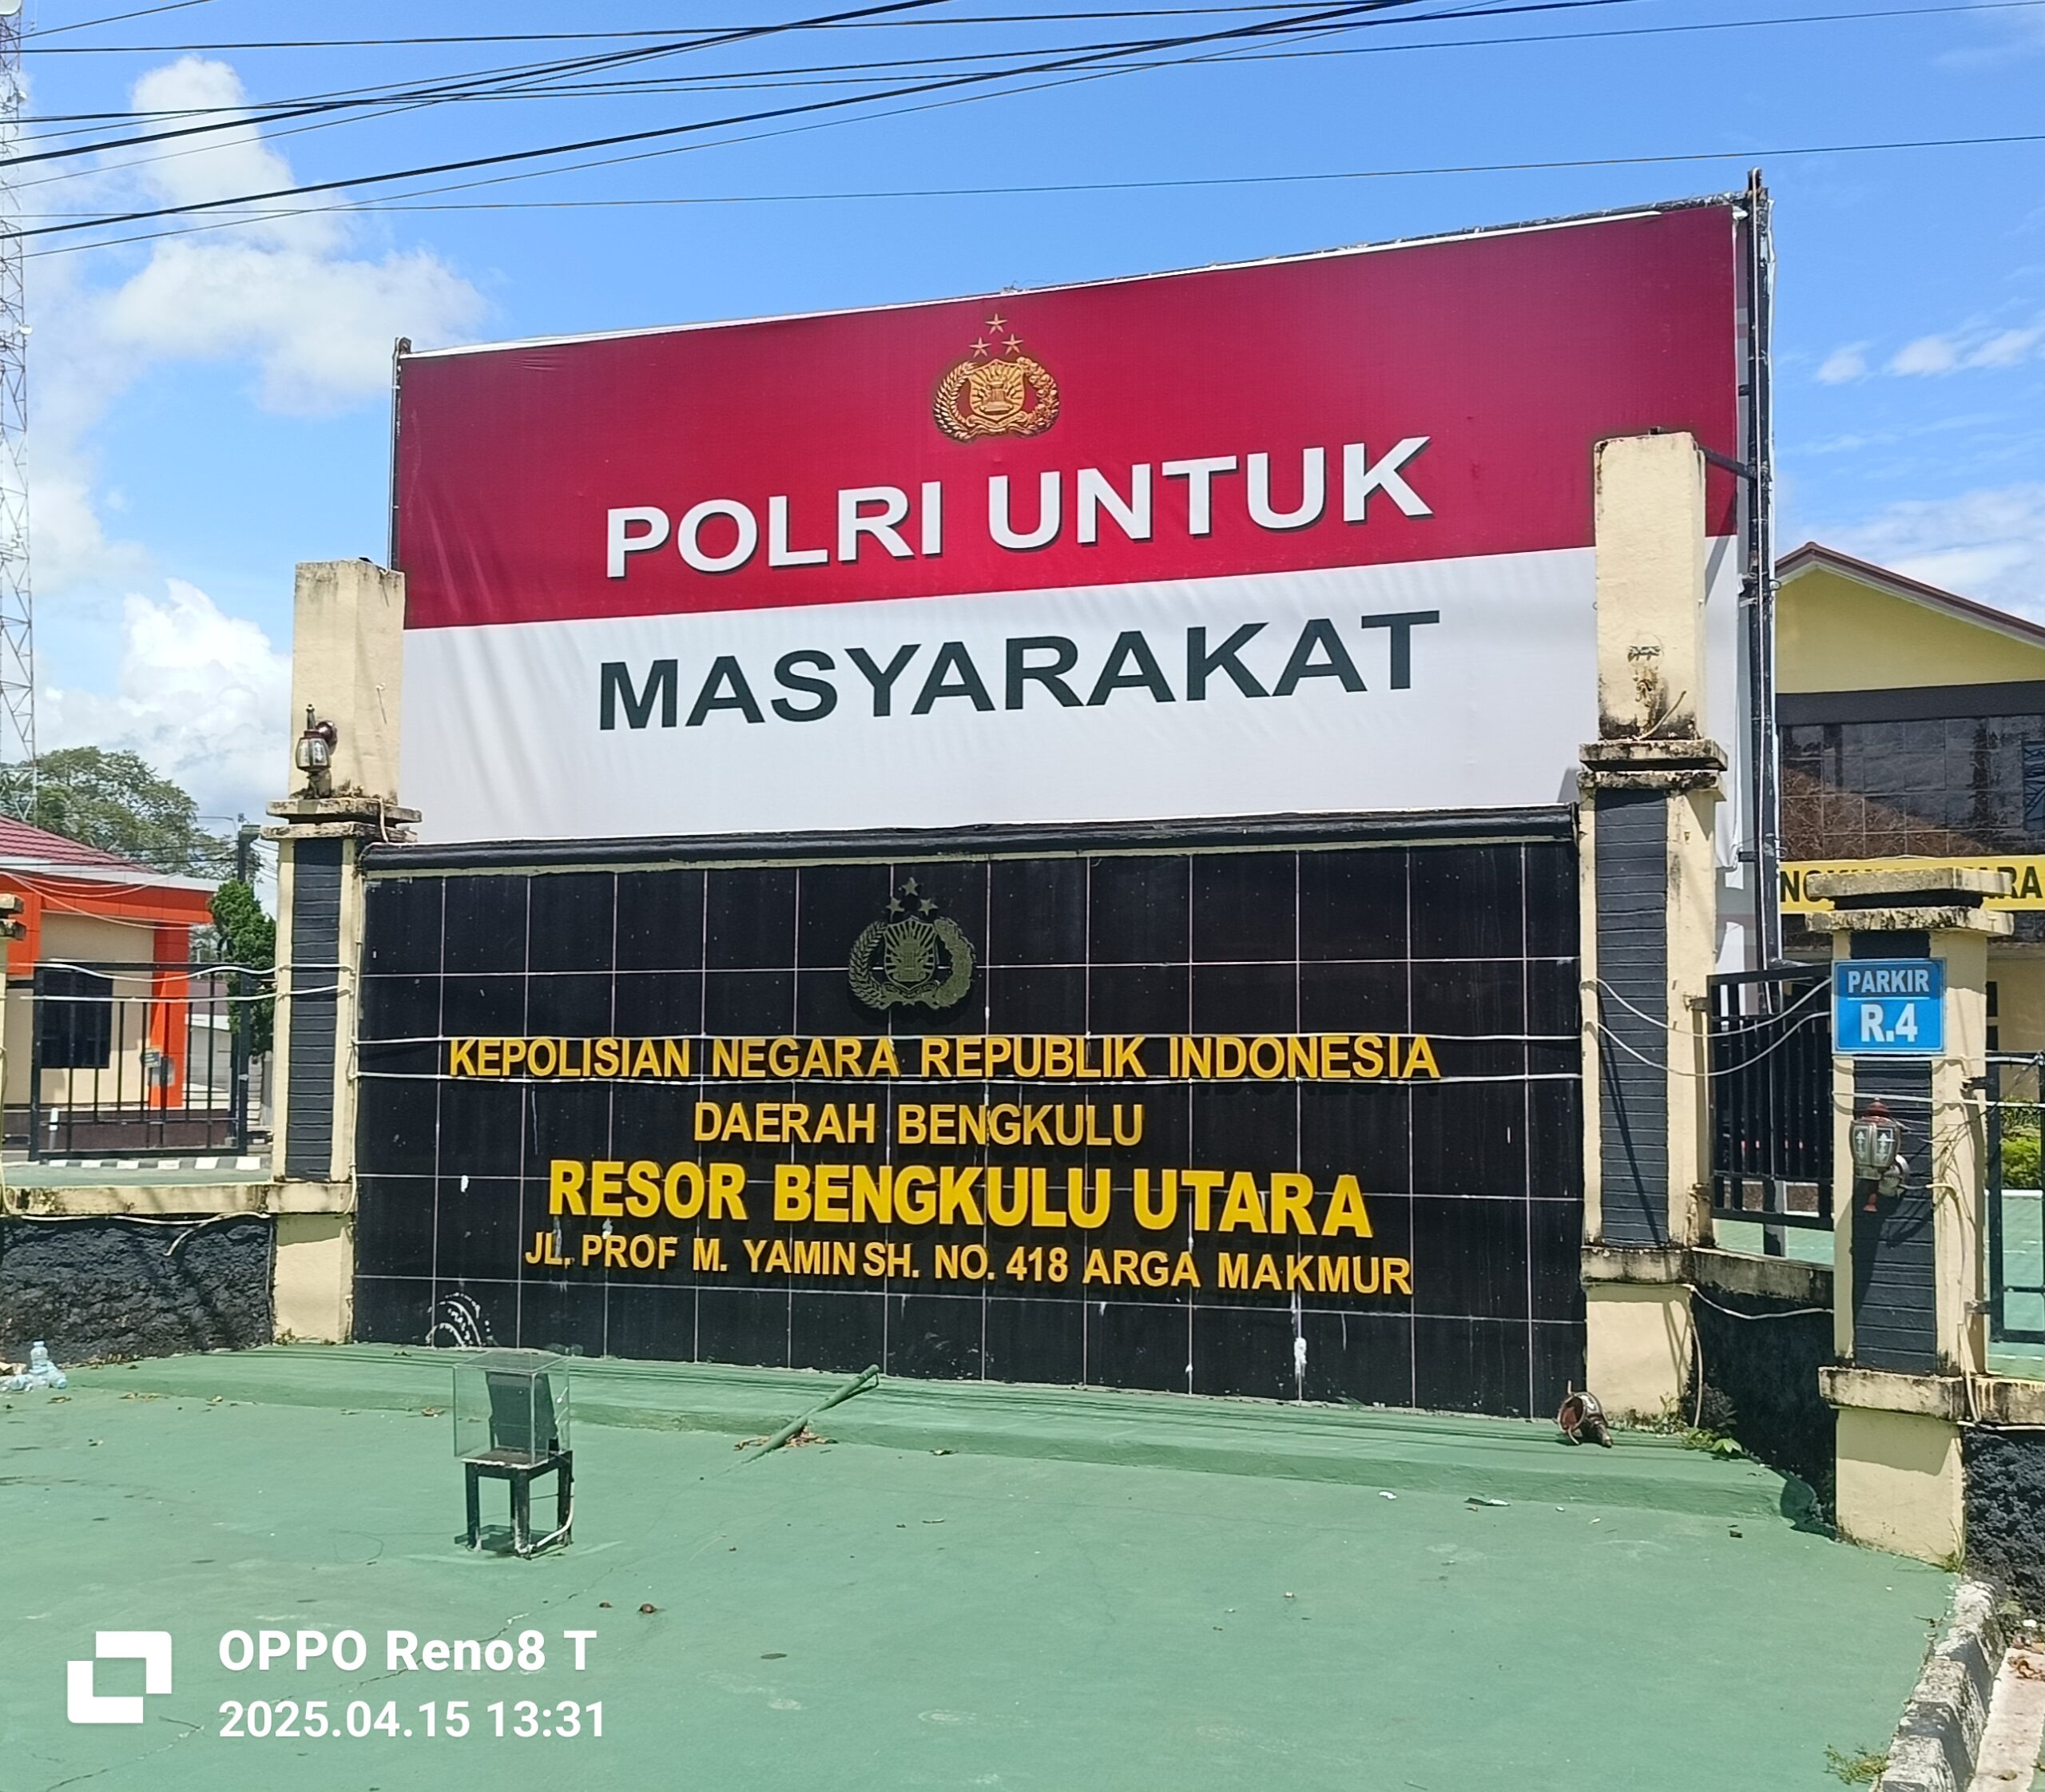 POLRI UNTUK
MASYARAKAT
KEPOLISIAN NEGARA REPUBLIK INDONESIA
DAERAH BENGKULU
RESOR BENGKULU UTARA
JL. PROF M. YAMIN SH. NO. 418 ARGA MAKMUR
PARKIR
R.4
OPPO Reno8 T
2025.04.15 13:31